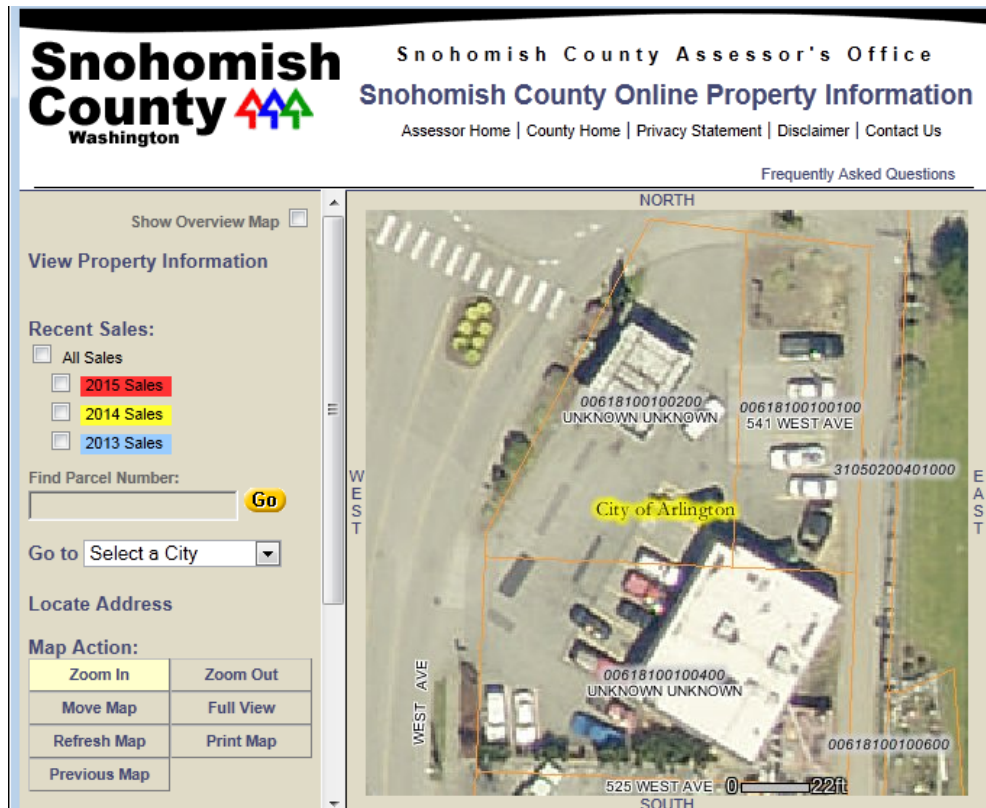 Snohomish
County
Washington
Snohomish County Assessor's Office
Snohomish County Online Property Information
Assessor Home | County Home | Privacy Statement | Disclaimer | Contact Us
Frequently Asked Questions
Show Overview Map
View Property Information
Recent Sales:
All Sales
2015 Sales
2014 Sales
2013 Sales
Find Parcel Number:
Go
Go to Select a City
Locate Address
Map Action:
Zoom In Zoom Out
Move Map Full View
Refresh Map Print Map
Previous Map
NORTH
WEST
EAST
00618100100200
UNKNOWN UNKNOWN
00618100100100
541 WEST AVE
31050200401000
City of Arlington
00618100100400
UNKNOWN UNKNOWN
WEST AVE
00618100100600
525 WEST AVE
0 22ft
SOUTH